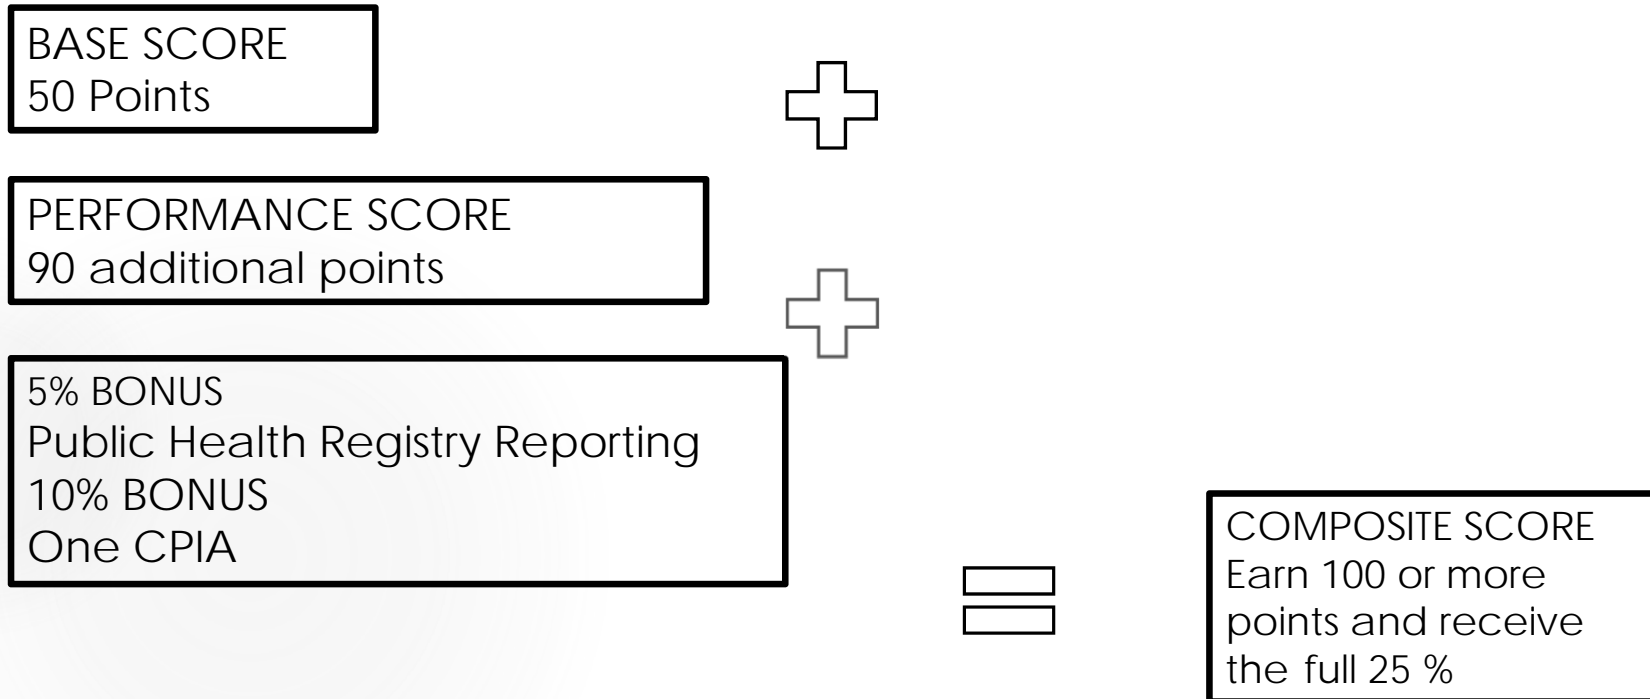 BASE SCORE
50 Points
PERFORMANCE SCORE
90 additional points
5% BONUS
Public Health Registry Reporting
10% BONUS
One CPIA
COMPOSITE SCORE
Earn 100 or more
points and receive
the full 25 %